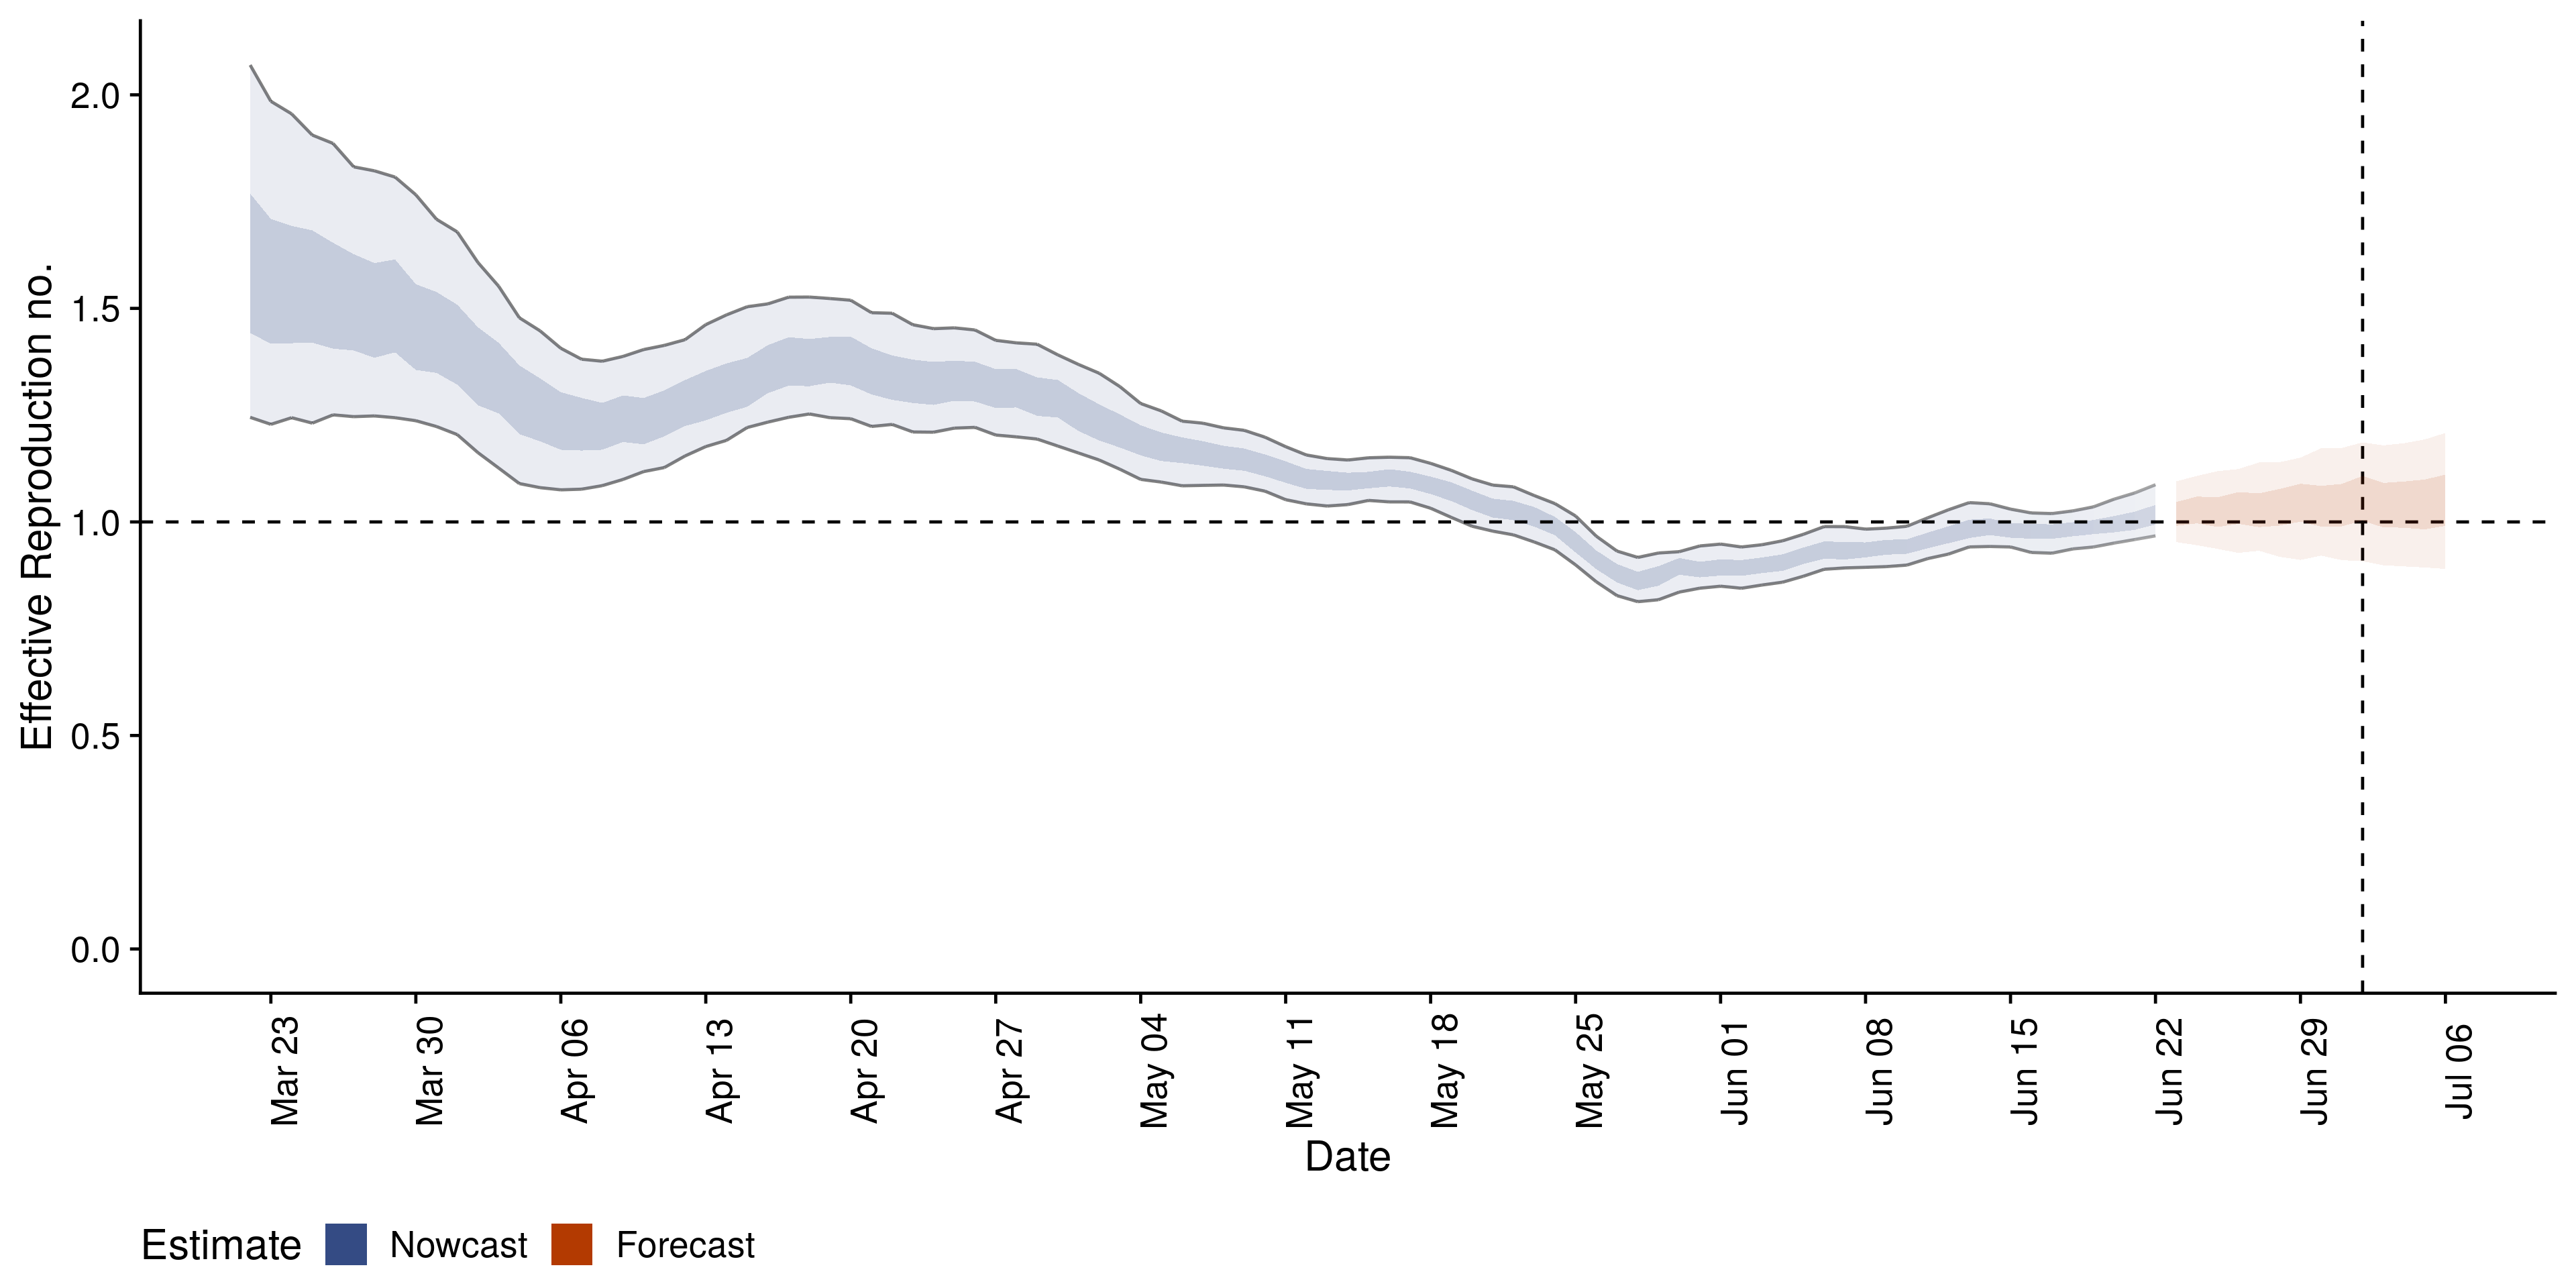 Effective Reproduction no.
2.0
1.5
1.0
0.5
0.0
Mar 23
Mar 30
Apr 06
Apr 13
Apr 20
Apr 27
May 04
May 11
May 18
May 25
Jun 01
Jun 08
Jun 15
Jun 22
Jun 29
Jul 06
Date
Estimate Nowcast Forecast